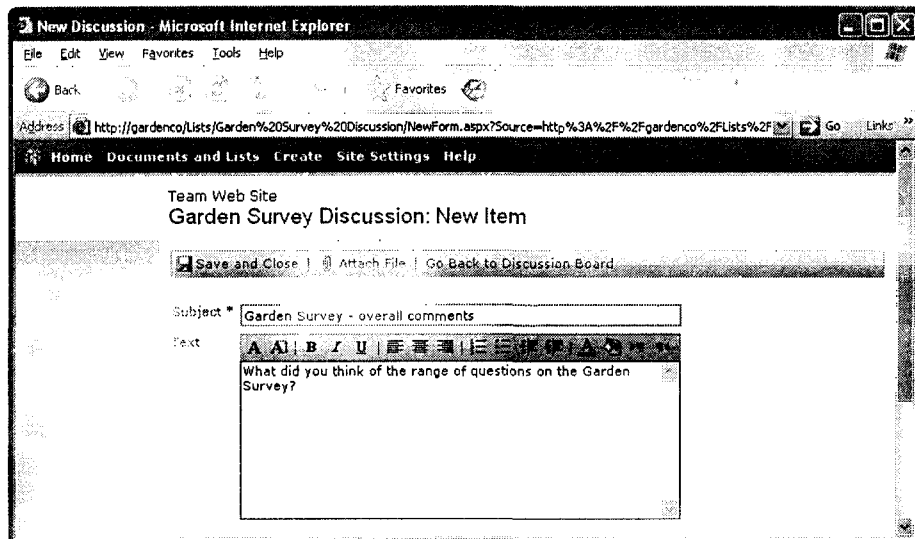 New Discussion - Microsoft Internet Explorer
File Edit View Favorites Tools Help
Back Favorites
Address http://gardenco/Lists/Garden%20Survey%20Discussion/NewForm.aspx?Source=http%3A%2F%2Fgardenco%2FLists%2F Go Links »
Home Documents and Lists Create Site Settings Help
Team Web Site
Garden Survey Discussion: New Item
Save and Close | Attach File | Go Back to Discussion Board
Subject * Garden Survey - overall comments
Text
A A B I U A
What did you think of the range of questions on the Garden
Survey?